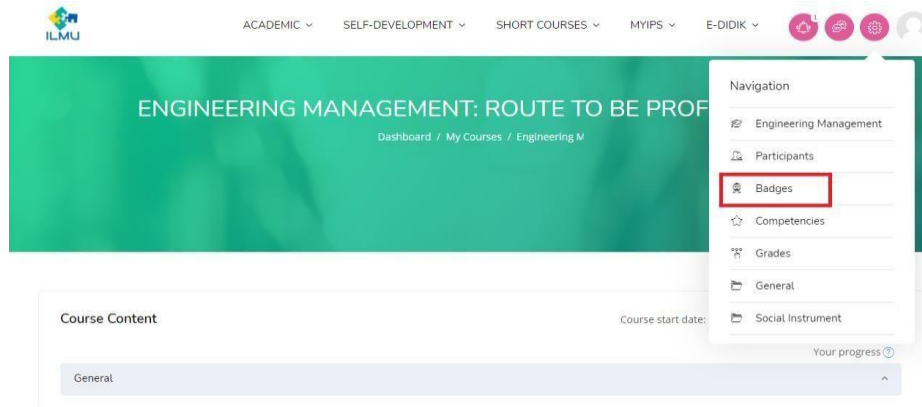 ILMU
ACADEMIC SELF-DEVELOPMENT SHORT COURSES MYIPS E-DIDIK
1
ENGINEERING MANAGEMENT: ROUTE TO BE PROF
Dashboard / My Courses / Engineering M
Navigation
Engineering Management
Participants
Badges
Competencies
Grades
General
Social Instrument
Course Content
Course start date:
Your progress
General